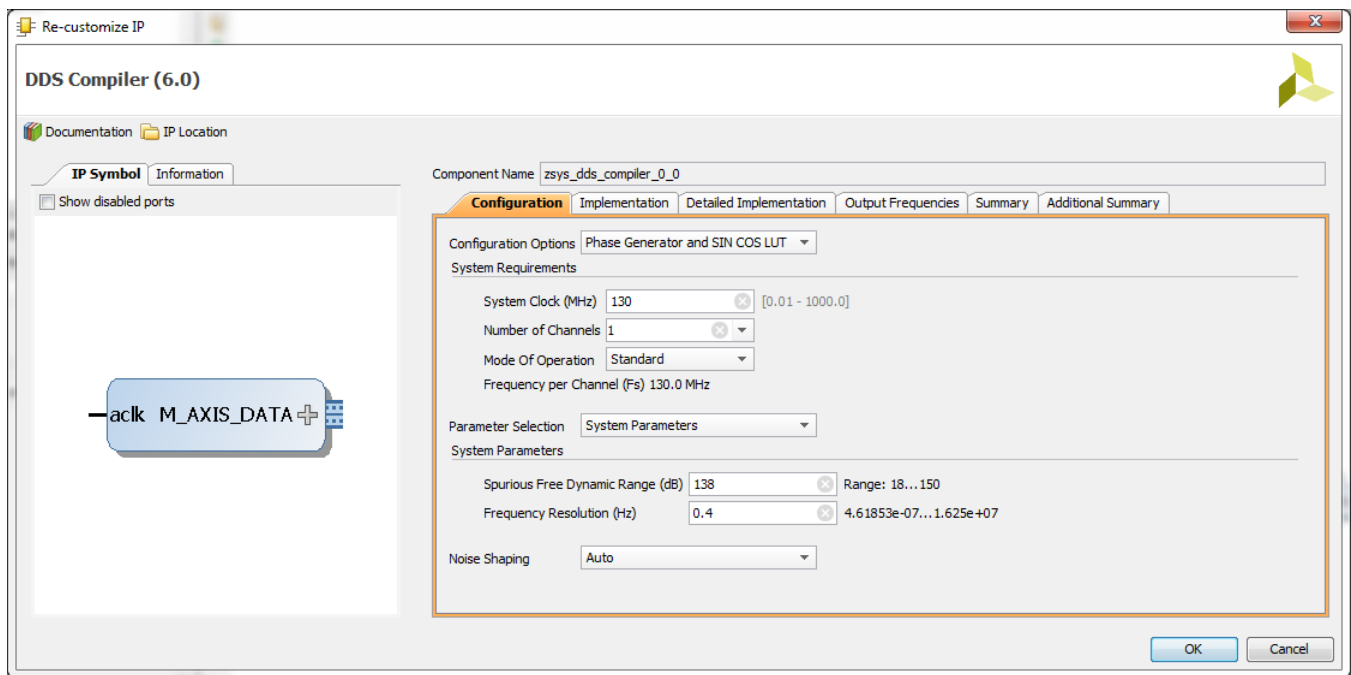 Re-customize IP
DDS Compiler (6.0)
Documentation IP Location
IP Symbol Information
Show disabled ports
aclk M_AXIS_DATA
Component Name zsys_dds_compiler_0_0
Configuration Implementation Detailed Implementation Output Frequencies Summary Additional Summary
Configuration Options Phase Generator and SIN COS LUT
System Requirements
System Clock (MHz) 130 [0.01 - 1000.0]
Number of Channels 1
Mode Of Operation Standard
Frequency per Channel (Fs) 130.0 MHz
Parameter Selection System Parameters
System Parameters
Spurious Free Dynamic Range (dB) 138 Range: 18...150
Frequency Resolution (Hz) 0.4 4.61853e-07...1.625e+07
Noise Shaping Auto
OK Cancel